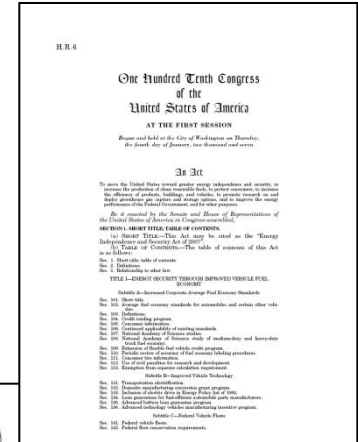 H. R. 6
One Hundred Tenth Congress
of the
United States of America
AT THE FIRST SESSION
Begun and held at the City of Washington on Thursday,
the fourth day of January, two thousand and seven
An Act
To move the United States toward greater energy independence and security, to
increase the production of clean renewable fuels, to protect consumers, to increase
the efficiency of products, buildings, and vehicles, to promote research on and
deploy greenhouse gas capture and storage options, and to improve the energy
performance of the Federal Government, and for other purposes.
Be it enacted by the Senate and House of Representatives of
the United States of America in Congress assembled,
SECTION 1. SHORT TITLE; TABLE OF CONTENTS.
(a) SHORT TITLE.—This Act may be cited as the “Energy
Independence and Security Act of 2007”.
(b) TABLE OF CONTENTS.—The table of contents of this Act
is as follows:
Sec. 1. Short title; table of contents.
Sec. 2. Definitions.
Sec. 3. Relationship to other law.
TITLE I—ENERGY SECURITY THROUGH IMPROVED VEHICLE FUEL
ECONOMY
Subtitle A—Increased Corporate Average Fuel Economy Standards
Sec. 101. Short title.
Sec. 102. Average fuel economy standards for automobiles and certain other vehi-
cles.
Sec. 103. Definitions.
Sec. 104. Credit trading program.
Sec. 105. Consumer information.
Sec. 106. Continued applicability of existing standards.
Sec. 107. National Academy of Sciences studies.
Sec. 108. National Academy of Sciences study of medium-duty and heavy-duty
truck fuel economy.
Sec. 109. Extension of flexible fuel vehicle credit program.
Sec. 110. Periodic review of accuracy of fuel economy labeling procedures.
Sec. 111. Consumer tire information.
Sec. 112. Use of civil penalties for research and development.
Sec. 113. Exemption from separate calculation requirement.
Subtitle B—Improved Vehicle Technology
Sec. 131. Transportation electrification.
Sec. 132. Domestic manufacturing conversion grant program.
Sec. 133. Inclusion of electric drive in Energy Policy Act of 1992.
Sec. 134. Loan guarantees for fuel-efficient automobile parts manufacturers.
Sec. 135. Advanced battery loan guarantee program.
Sec. 136. Advanced technology vehicles manufacturing incentive program.
Subtitle C—Federal Vehicle Fleets
Sec. 141. Federal vehicle fleets.
Sec. 142. Federal fleet conservation requirements.